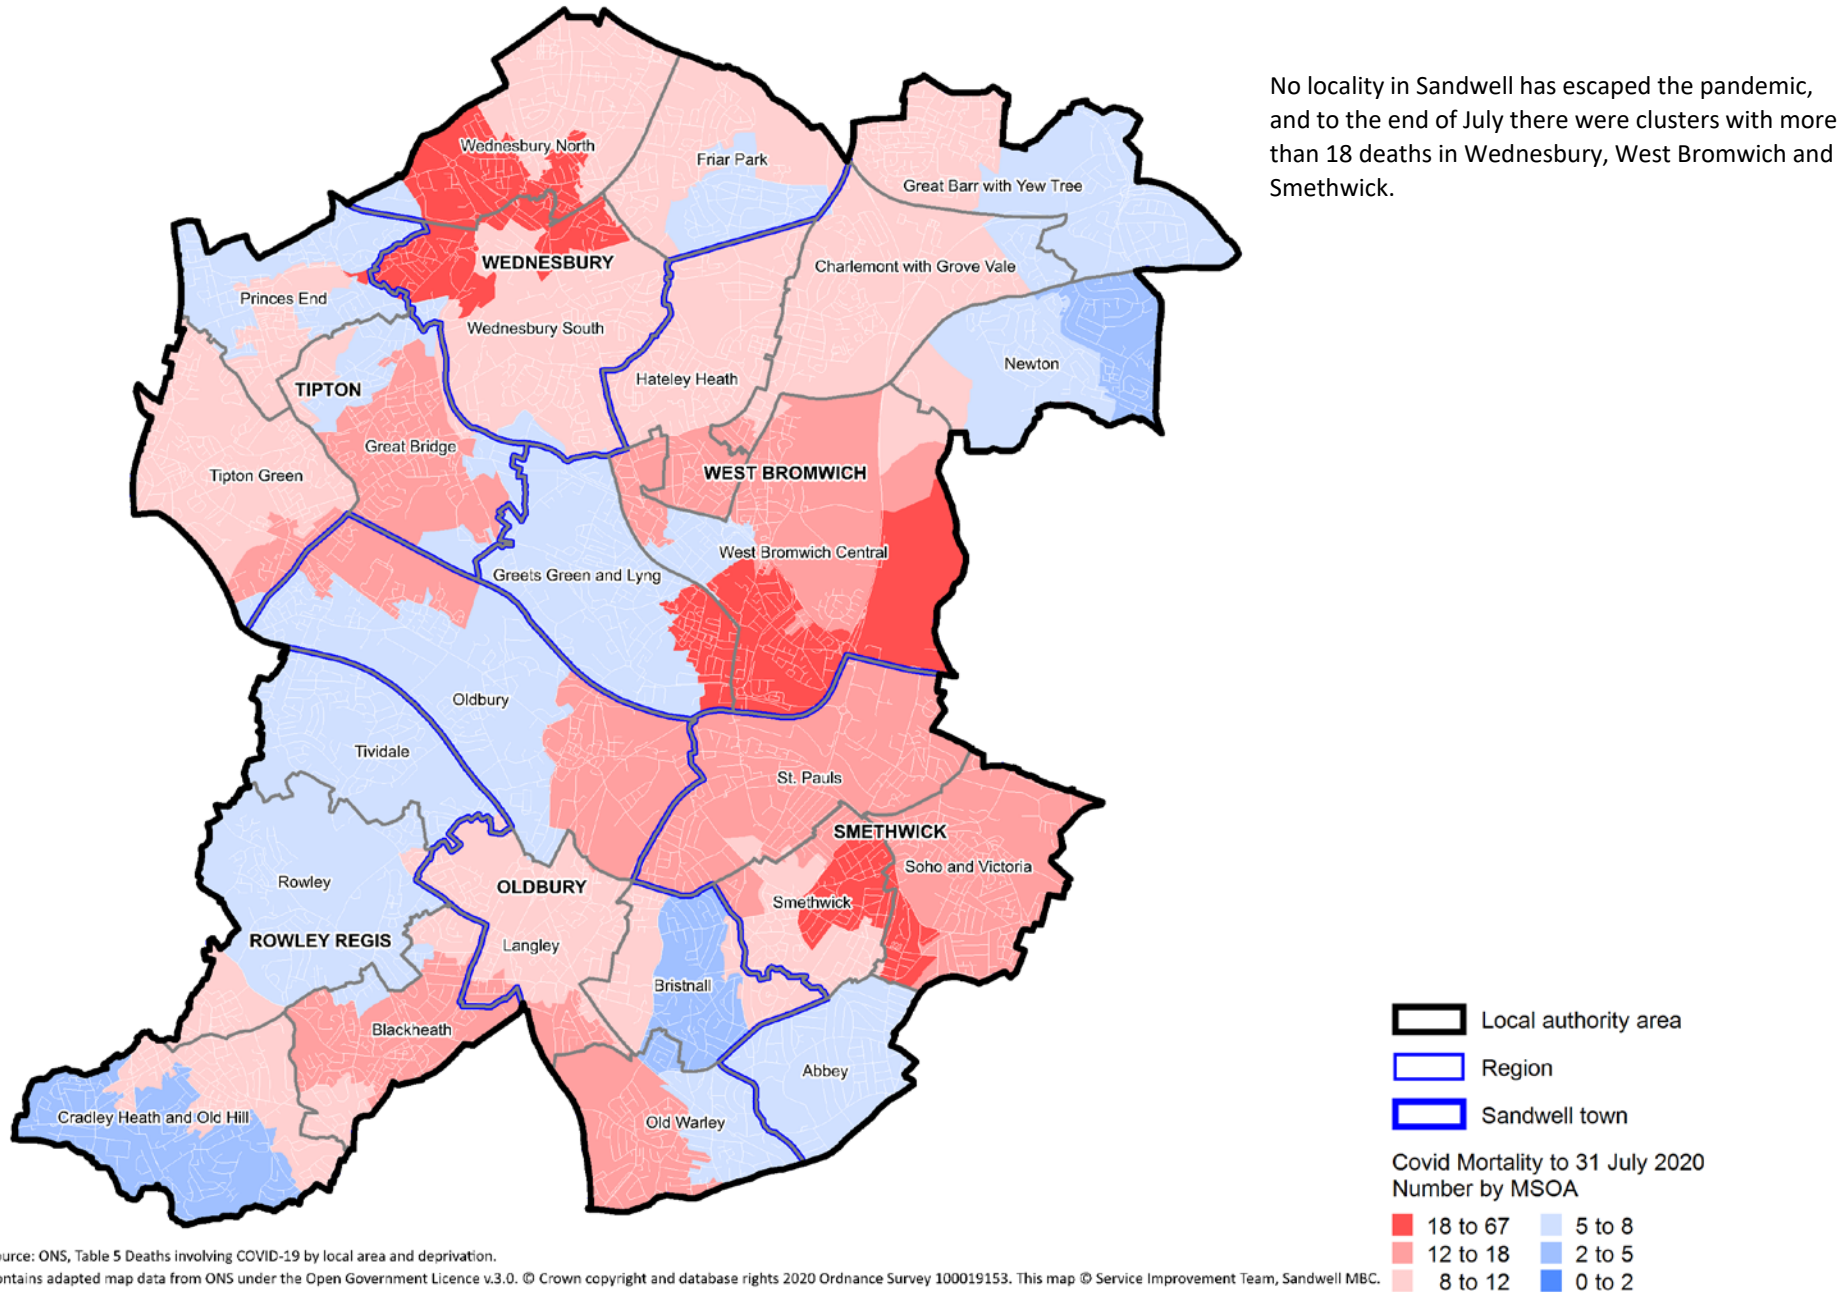 No locality in Sandwell has escaped the pandemic,
and to the end of July there were clusters with more
than 18 deaths in Wednesbury, West Bromwich and
Smethwick.
Wednesbury North
Friar Park
Great Barr with Yew Tree
WEDNESBURY
Charlemont with Grove Vale
Princes End
Wednesbury South
Newton
Hateley Heath
TIPTON
Great Bridge
Tipton Green
WEST BROMWICH
West Bromwich Central
Greets Green and Lyng
Oldbury
Tividale
St. Pauls
SMETHWICK
Soho and Victoria
Rowley
OLDBURY
Smethwick
ROWLEY REGIS
Langley
Bristnall
Blackheath
Abbey
Cradley Heath and Old Hill
Old Warley
Local authority area
Region
Sandwell town
Covid Mortality to 31 July 2020
Number by MSOA
18 to 67
12 to 18
8 to 12
5 to 8
2 to 5
0 to 2
ource: ONS, Table 5 Deaths involving COVID-19 by local area and deprivation.
ontains adapted map data from ONS under the Open Government Licence v.3.0. © Crown copyright and database rights 2020 Ordnance Survey 100019153. This map © Service Improvement Team, Sandwell MBC.